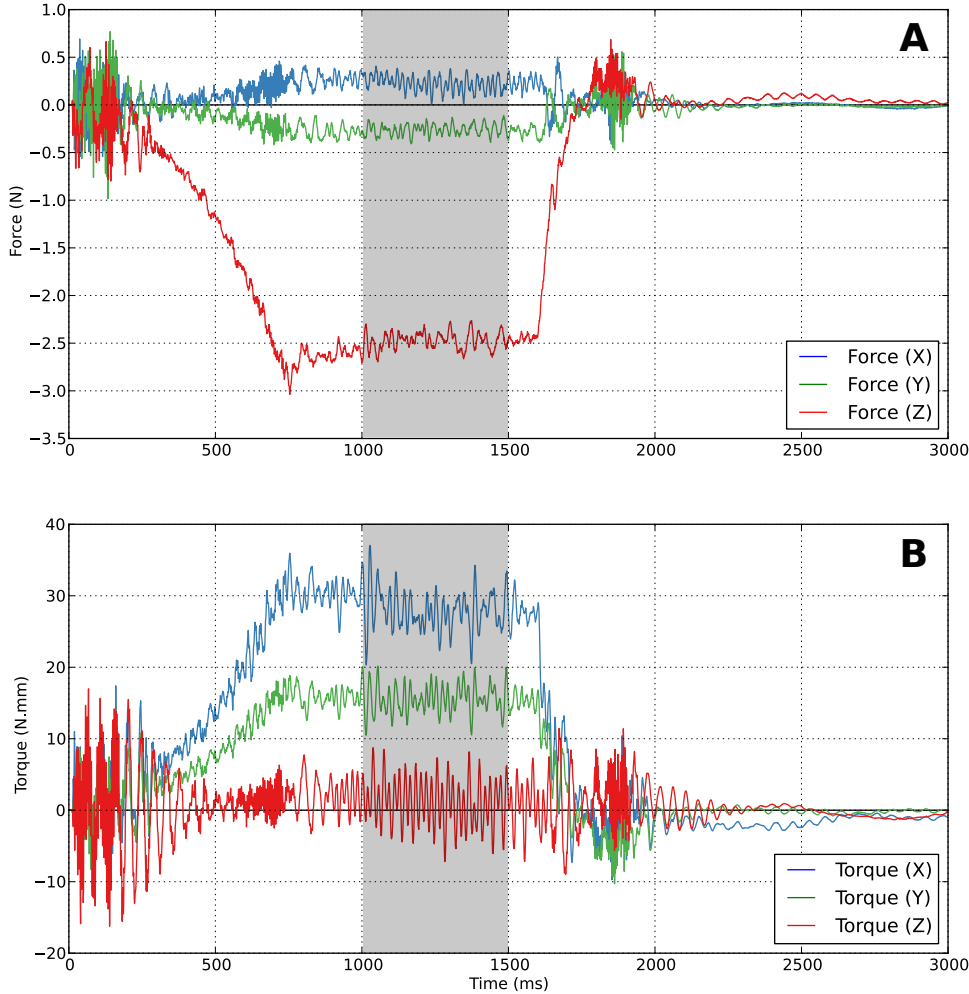 A
Force (N)
1.0
0.5
0.0
−0.5
−1.0
−1.5
−2.0
−2.5
−3.0
−3.5
Force (X)
Force (Y)
Force (Z)
0
500
1000
1500
2000
2500
3000
B
Torque (N.mm)
40
30
20
10
0
−10
−20
Torque (X)
Torque (Y)
Torque (Z)
0
500
1000
1500
2000
2500
3000
Time (ms)